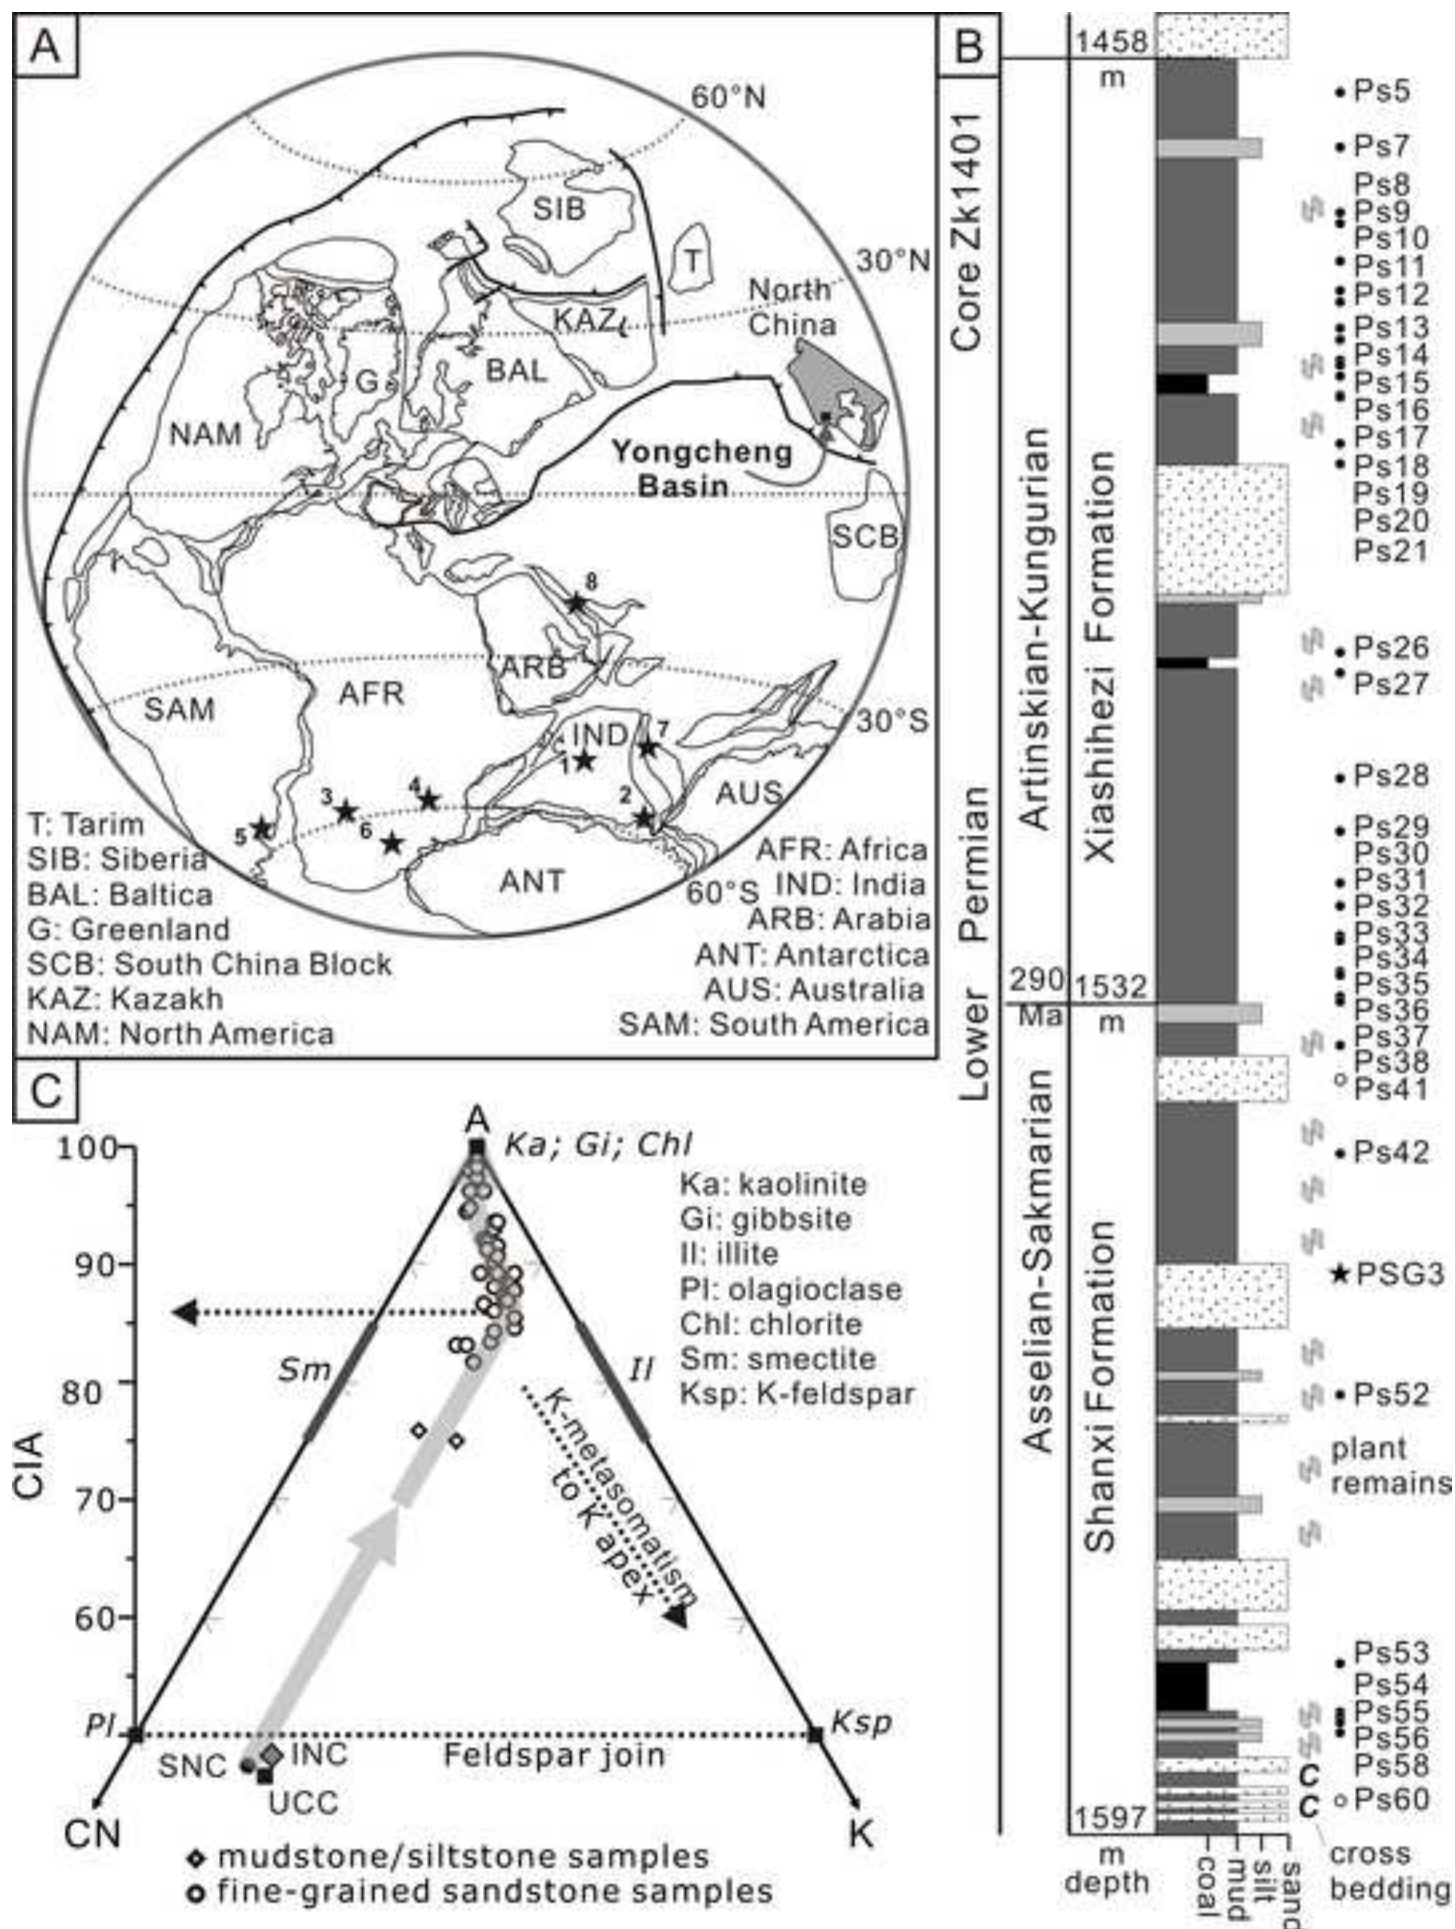 A
60°N
SIB
T
30°N
North
China
KAZ
G
BAL
NAM
Yongcheng
Basin
SCB
8
ARB
AFR
SAM
30°S
IND
7
1
4
3
2
AUS
5
6
ANT
60°S
T: Tarim
SIB: Siberia
BAL: Baltica
G: Greenland
SCB: South China Block
KAZ: Kazakh
NAM: North America
AFR: Africa
IND: India
ARB: Arabia
ANT: Antarctica
AUS: Australia
SAM: South America
B
Core Zk1401
Lower Permian
Artinskian-Kungurian
Asselian-Sakmarian
290
Ma
Xiashihezi Formation
Shanxi Formation
1458
m
1532
m
1597
m
depth
coal
mud
silt
sand
Ps5
Ps7
Ps8
Ps9
Ps10
Ps11
Ps12
Ps13
Ps14
Ps15
Ps16
Ps17
Ps18
Ps19
Ps20
Ps21
Ps26
Ps27
Ps28
Ps29
Ps30
Ps31
Ps32
Ps33
Ps34
Ps35
Ps36
Ps37
Ps38
Ps41
Ps42
PSG3
Ps52
plant
remains
Ps53
Ps54
Ps55
Ps56
Ps58
C
C
Ps60
cross
bedding
C
A
Ka; Gi; Chl
Ka: kaolinite
Gi: gibbsite
Il: illite
Pl: olagioclase
Chl: chlorite
Sm: smectite
Ksp: K-feldspar
100
90
80
70
60
CIA
Sm
Il
K-metasomatism
to K apex
Pl
Ksp
Feldspar join
SNC
INC
UCC
CN
K
mudstone/siltstone samples
fine-grained sandstone samples